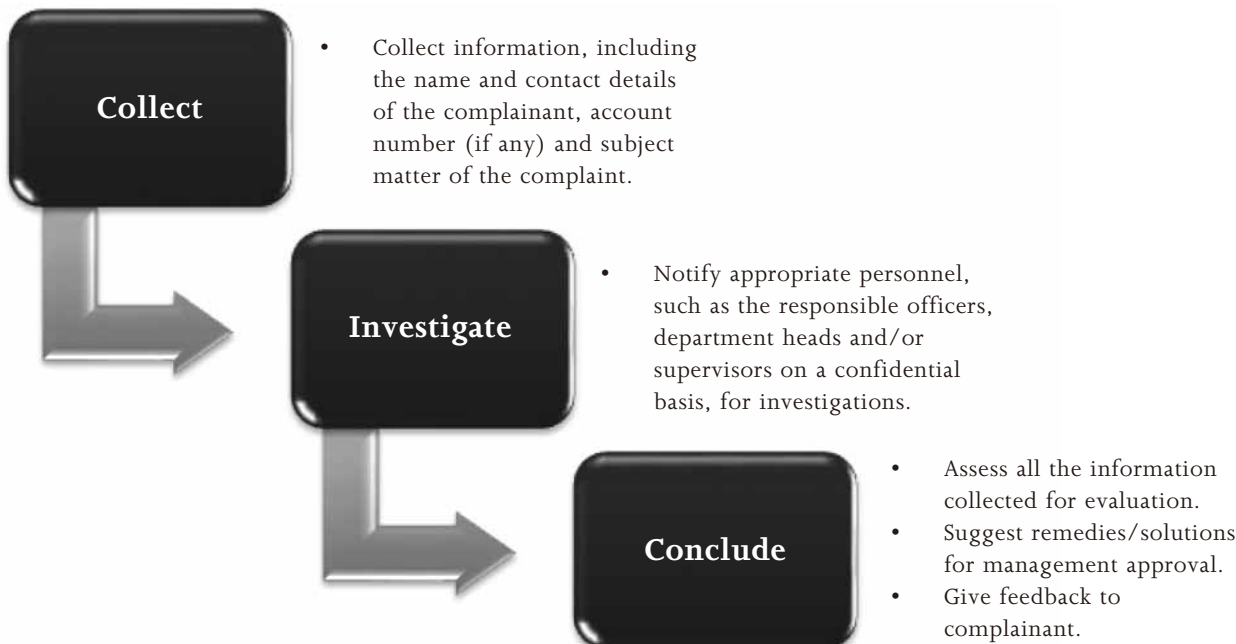 Collect
• Collect information, including
the name and contact details
of the complainant, account
number (if any) and subject
matter of the complaint.
Investigate
• Notify appropriate personnel,
such as the responsible officers,
department heads and/or
supervisors on a confidential
basis, for investigations.
Conclude
• Assess all the information
collected for evaluation.
• Suggest remedies/solutions
for management approval.
• Give feedback to
complainant.